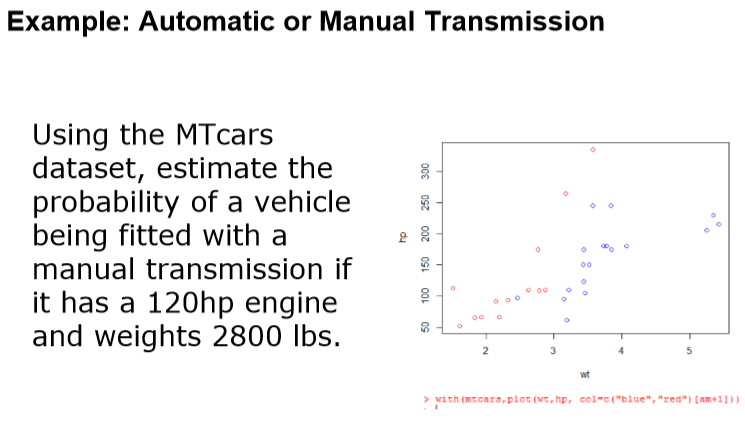 Example: Automatic or Manual Transmission
Using the MTcars
dataset, estimate the
probability of a vehicle
being fitted with a
manual transmission if
it has a 120hp engine
and weights 2800 lbs.
300
250
200
150
100
50
hp
2 3 4 5
wt
> with(mtcars,plot(wt,hp, col=c("blue","red")[am+1]))